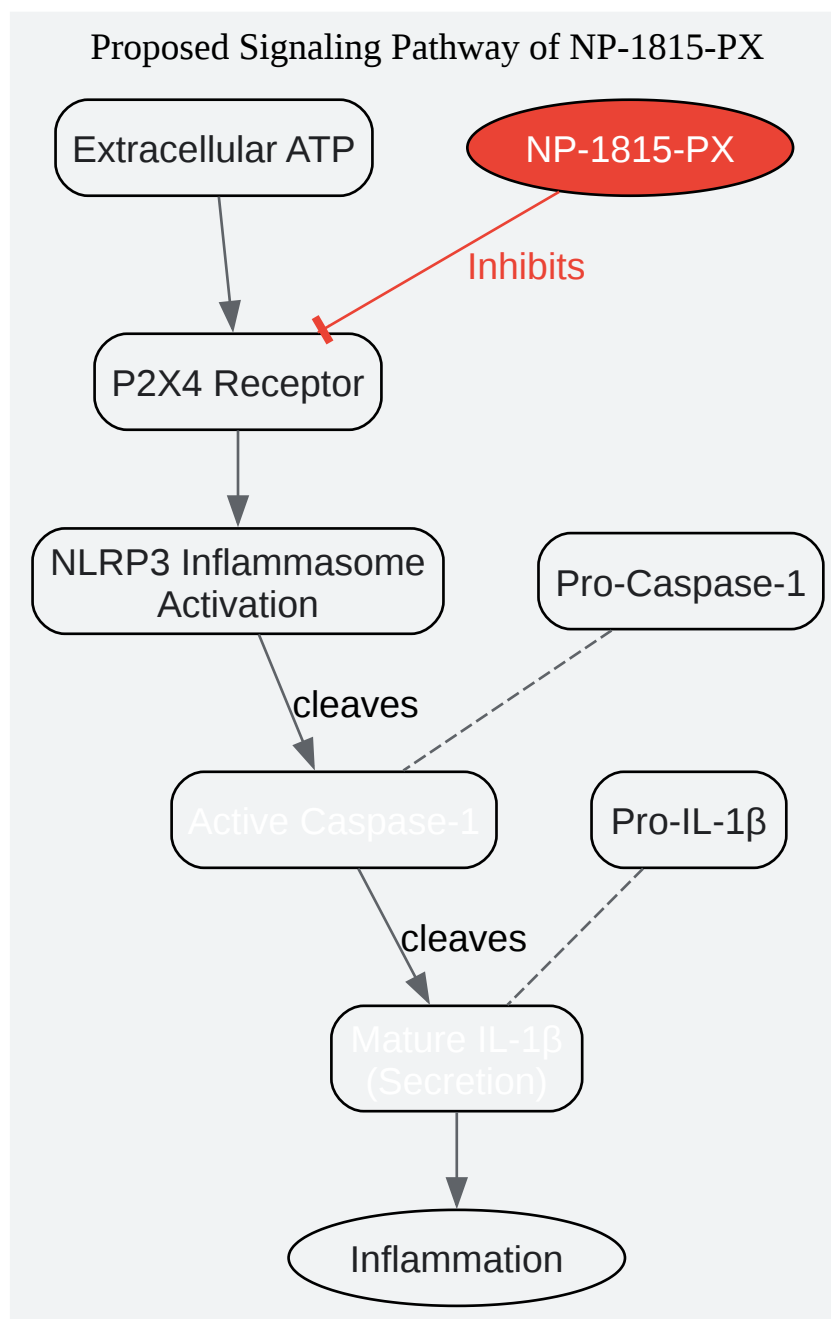 Proposed Signaling Pathway of NP-1815-PX
Extracellular ATP
NP-1815-PX
Inhibits
P2X4 Receptor
NLRP3 Inflammasome
Activation
Pro-Caspase-1
cleaves
Active Caspase-1
Pro-IL-1β
cleaves
Mature IL-1β
(Secretion)
Inflammation